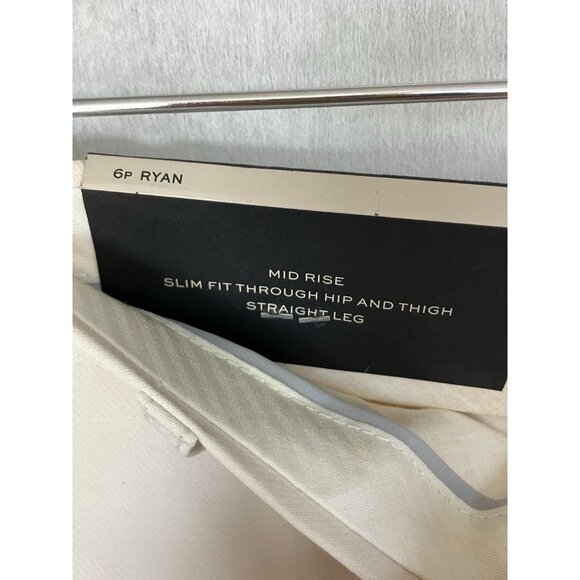 6P RYAN
MID RISE
SLIM FIT THROUGH HIP AND THIGH
STRAIGHT LEG